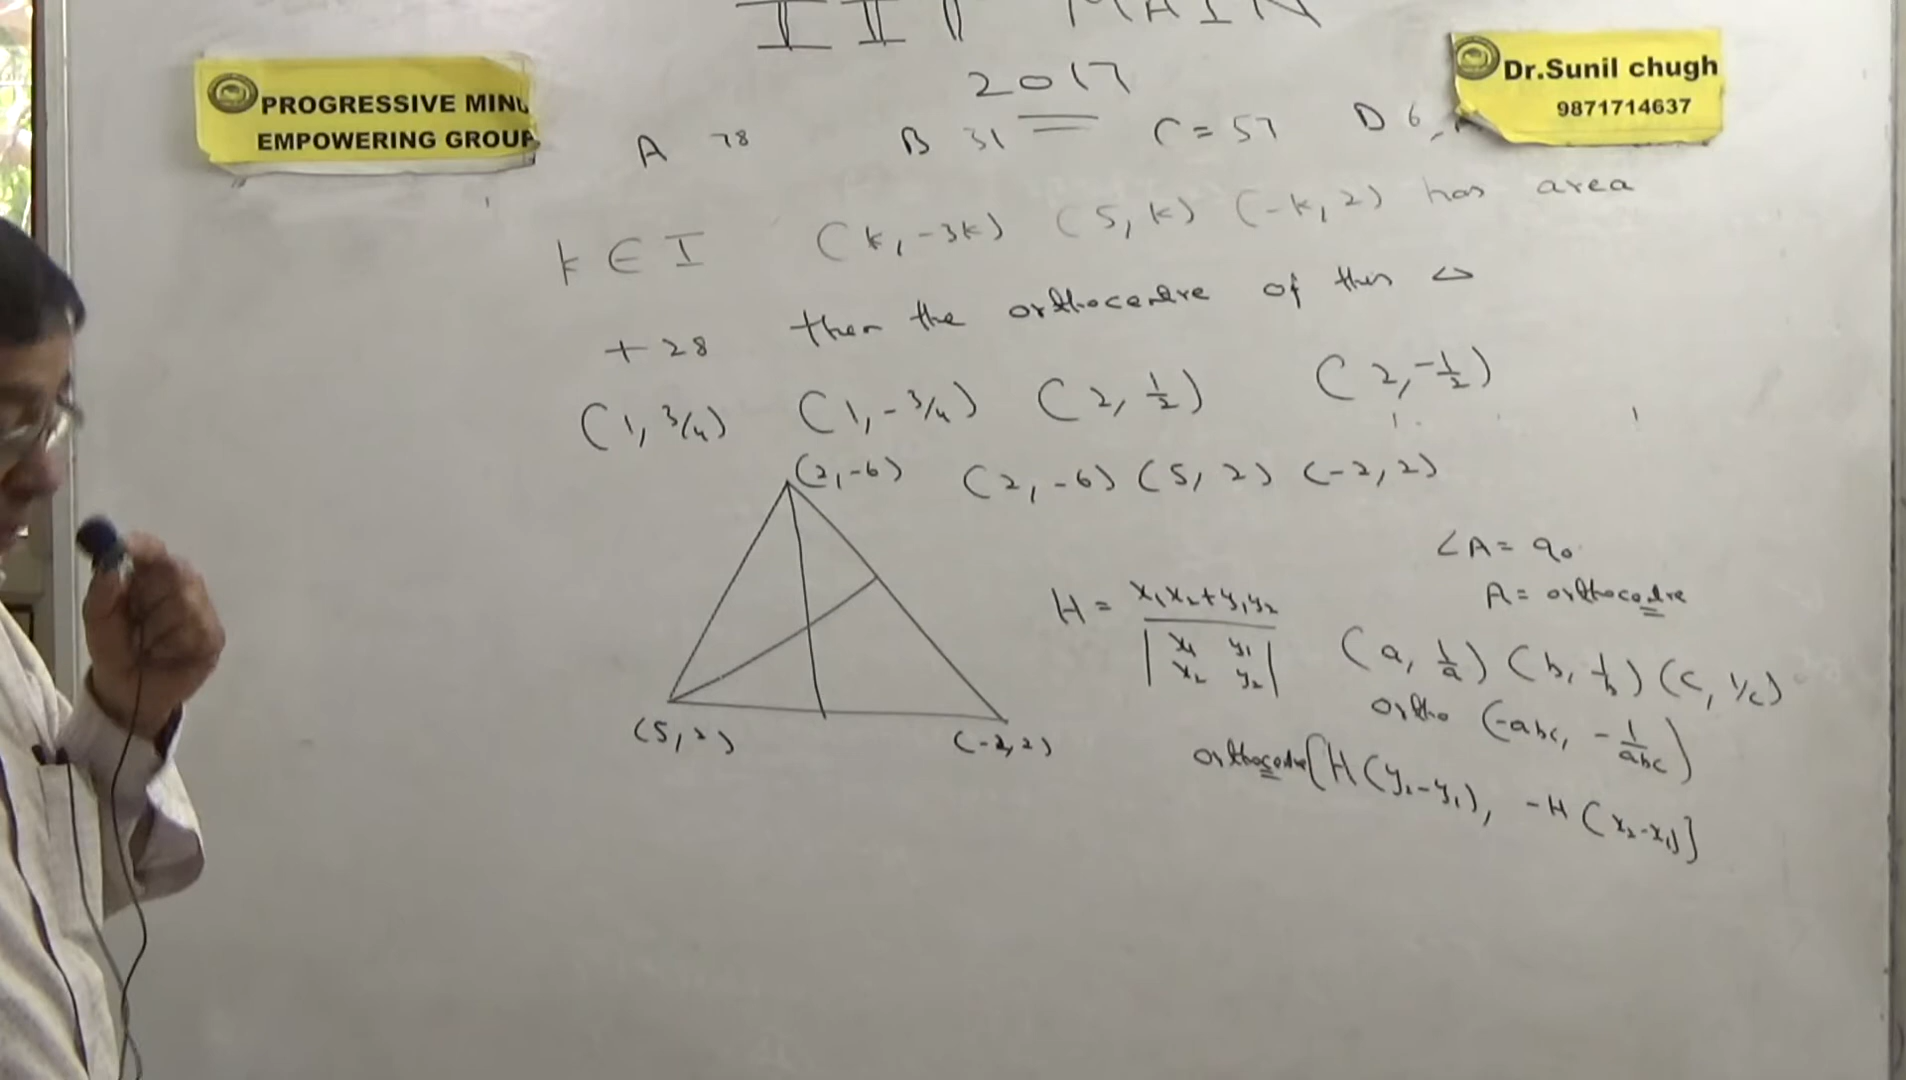 IIT MAIN
2017
PROGRESSIVE MIND
EMPOWERING GROUP
Dr.Sunil chugh
9871714637
A 78 B 31 C = 57 D 6
k ∈ I (k, -3k) (5, k) (-k, 2) has area
+ 28 then the orthocentre of this △
(1, 3/4) (1, -3/4) (2, 1/2) (2, -1/2)
(2, -6) (2, -6) (5, 2) (-2, 2)
∠A = 90
A = orthocentre
H = x₁x₂+y₁y₂ / |x₁ y₁ x₂ y₂|
(a, 1/a) (b, 1/b) (c, 1/c)
ortho (-abc, -1/abc)
(5, 2) (-2, 2)
orthocentre [H(y₂-y₁), -H(x₂-x₁)]